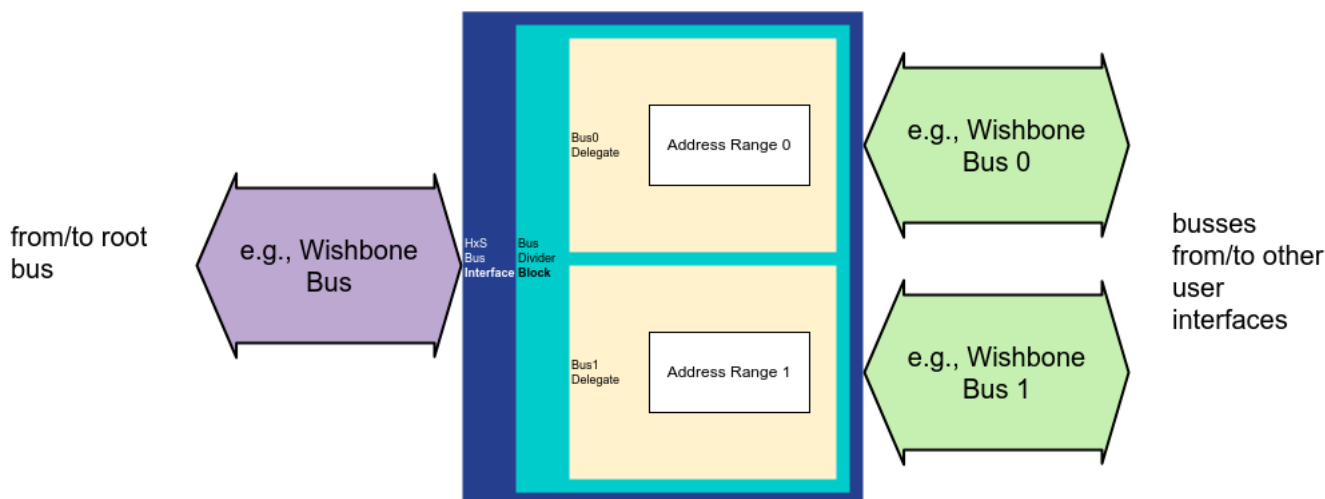 from/to root
bus
e.g., Wishbone
Bus
HxS
Bus
Interface
Bus
Divider
Block
Bus0
Delegate
Address Range 0
Bus1
Delegate
Address Range 1
e.g., Wishbone
Bus 0
e.g., Wishbone
Bus 1
busses
from/to other
user
interfaces